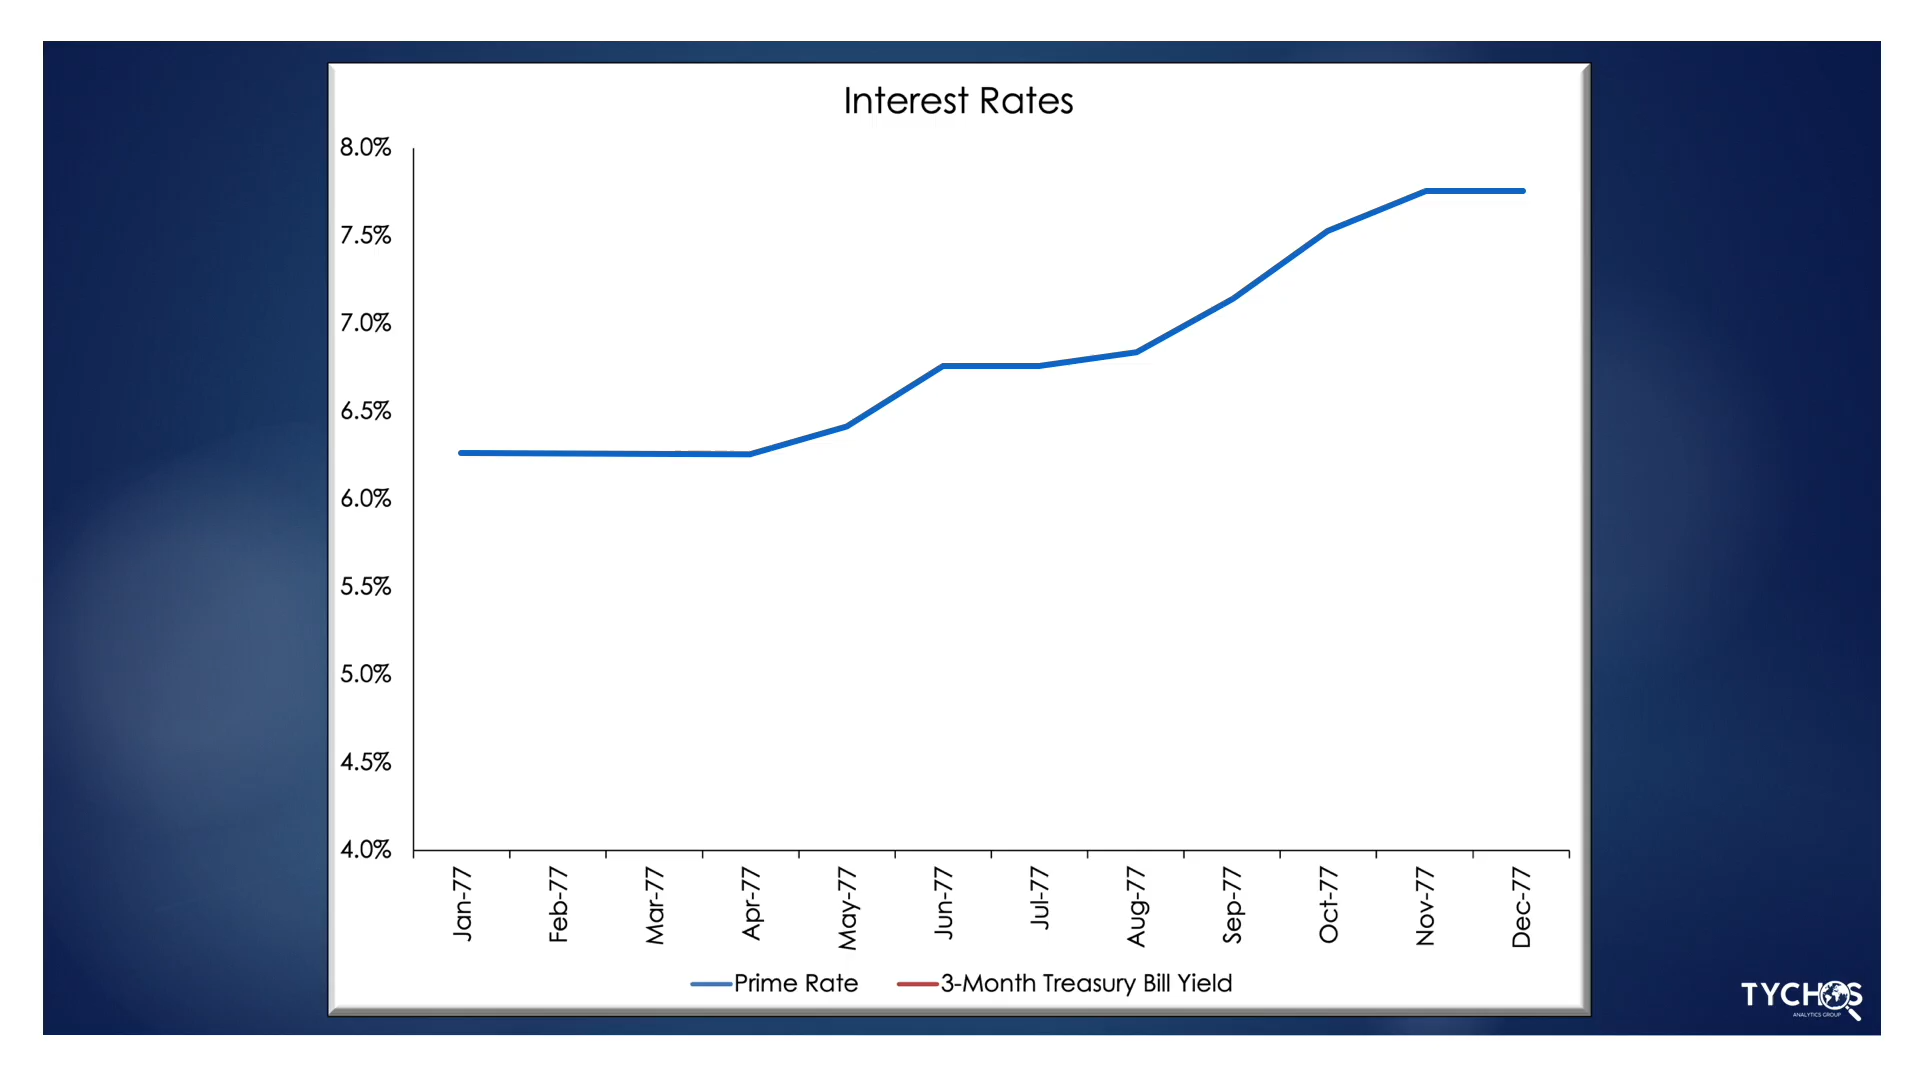 Interest Rates
8.0%
7.5%
7.0%
6.5%
6.0%
5.5%
5.0%
4.5%
4.0%
Jan-77
Feb-77
Mar-77
Apr-77
May-77
Jun-77
Jul-77
Aug-77
Sep-77
Oct-77
Nov-77
Dec-77
Prime Rate 3-Month Treasury Bill Yield
TYCHOS
ANALYTICS GROUP